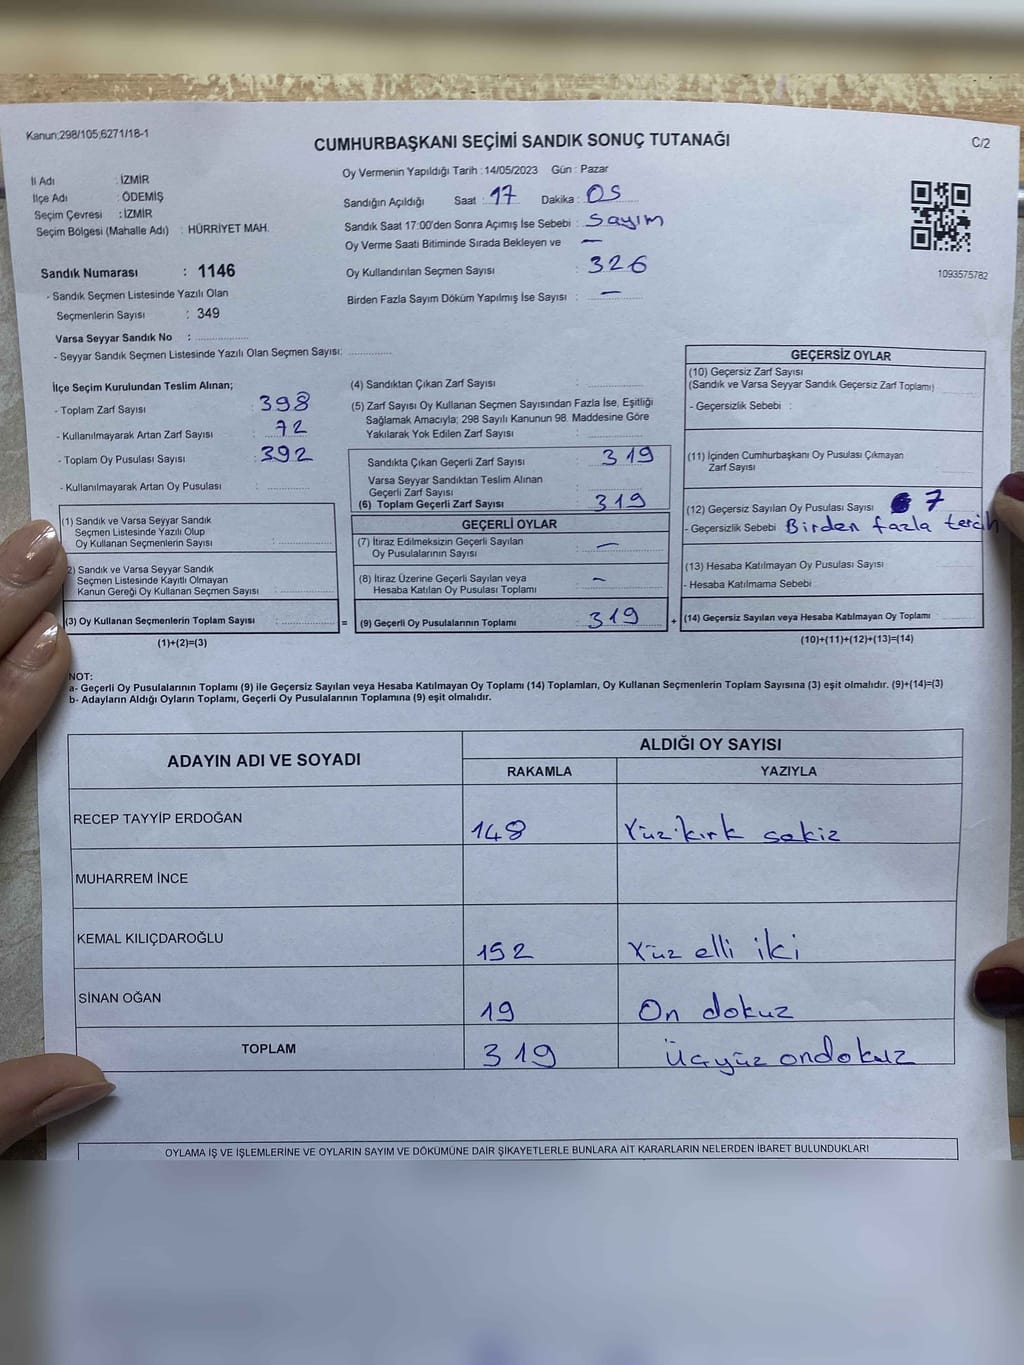 Kanun;298/105;6271/18-1
CUMHURBAŞKANI SEÇİMİ SANDIK SONUÇ TUTANAĞI
C/2
İl Adı : İZMİR
İlçe Adı : ÖDEMİŞ
Seçim Çevresi : İZMİR
Seçim Bölgesi (Mahalle Adı) : HÜRRİYET MAH.
Sandık Numarası : 1146
- Sandık Seçmen Listesinde Yazılı Olan
Seçmenlerin Sayısı : 349
Varsa Seyyar Sandık No :
- Seyyar Sandık Seçmen Listesinde Yazılı Olan Seçmen Sayısı:
Oy Vermenin Yapıldığı Tarih : 14/05/2023 Gün : Pazar
Sandığın Açıldığı Saat : 17 Dakika : 05
Sandık Saat 17:00'den Sonra Açımış İse Sebebi : Sayım
Oy Verme Saati Bitiminde Sırada Bekleyen ve : —
Oy Kullandırılan Seçmen Sayısı : 326
Birden Fazla Sayım Döküm Yapılmış İse Sayısı : —
1093575782
İlçe Seçim Kurulundan Teslim Alınan;
- Toplam Zarf Sayısı : 398
- Kullanılmayarak Artan Zarf Sayısı : 72
- Toplam Oy Pusulası Sayısı : 392
- Kullanılmayarak Artan Oy Pusulası :
(1) Sandık ve Varsa Seyyar Sandık
Seçmen Listesinde Yazılı Olup
Oy Kullanan Seçmenlerin Sayısı :
2) Sandık ve Varsa Seyyar Sandık
Seçmen Listesinde Kayıtlı Olmayan
Kanun Gereği Oy Kullanan Seçmen Sayısı :
(3) Oy Kullanan Seçmenlerin Toplam Sayısı : =
(1)+(2)=(3)
(4) Sandıktan Çıkan Zarf Sayısı :
(5) Zarf Sayısı Oy Kullanan Seçmen Sayısından Fazla İse, Eşitliği
Sağlamak Amacıyla; 298 Sayılı Kanunun 98. Maddesine Göre
Yakılarak Yok Edilen Zarf Sayısı :
Sandıkta Çıkan Geçerli Zarf Sayısı : 319
Varsa Seyyar Sandıktan Teslim Alınan
Geçerli Zarf Sayısı :
(6) Toplam Geçerli Zarf Sayısı : 319
GEÇERLİ OYLAR
(7) İtiraz Edilmeksizin Geçerli Sayılan
Oy Pusulalarının Sayısı : —
(8) İtiraz Üzerine Geçerli Sayılan veya
Hesaba Katılan Oy Pusulası Toplamı : —
(9) Geçerli Oy Pusulalarının Toplamı : 319 +
GEÇERSİZ OYLAR
(10) Geçersiz Zarf Sayısı
(Sandık ve Varsa Seyyar Sandık Geçersiz Zarf Toplamı)
- Geçersizlik Sebebi :
(11) İçinden Cumhurbaşkanı Oy Pusulası Çıkmayan
Zarf Sayısı
(12) Geçersiz Sayılan Oy Pusulası Sayısı 7
- Geçersizlik Sebebi Birden fazla tercih
(13) Hesaba Katılmayan Oy Pusulası Sayısı
- Hesaba Katılmama Sebebi
(14) Geçersiz Sayılan veya Hesaba Katılmayan Oy Toplamı
(10)+(11)+(12)+(13)=(14)
NOT:
a- Geçerli Oy Pusulalarının Toplamı (9) ile Geçersiz Sayılan veya Hesaba Katılmayan Oy Toplamı (14) Toplamları, Oy Kullanan Seçmenlerin Toplam Sayısına (3) eşit olmalıdır. (9)+(14)=(3)
b- Adayların Aldığı Oyların Toplamı, Geçerli Oy Pusulalarının Toplamına (9) eşit olmalıdır.
ADAYIN ADI VE SOYADI
ALDIĞI OY SAYISI
RAKAMLA YAZIYLA
RECEP TAYYİP ERDOĞAN 148 Yüz kırk sekiz
MUHARREM İNCE
KEMAL KILIÇDAROĞLU 152 Yüz elli iki
SİNAN OĞAN 19 On dokuz
TOPLAM 319 Üçyüz ondokuz
OYLAMA İŞ VE İŞLEMLERİNE VE OYLARIN SAYIM VE DÖKÜMÜNE DAİR ŞİKAYETLERLE BUNLARA AİT KARARLARIN NELERDEN İBARET BULUNDUKLARI